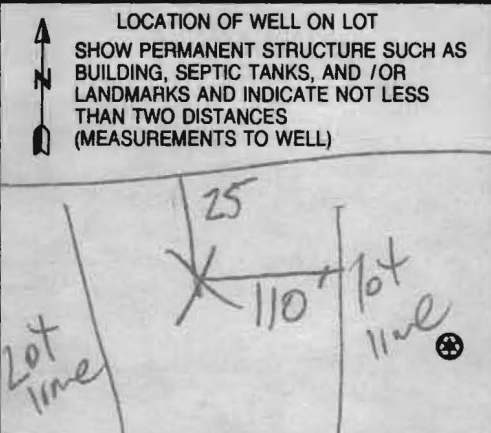 LOCATION OF WELL ON LOT
SHOW PERMANENT STRUCTURE SUCH AS
BUILDING, SEPTIC TANKS, AND /OR
LANDMARKS AND INDICATE NOT LESS
THAN TWO DISTANCES
(MEASUREMENTS TO WELL)
N
25
X
110'
lot
line
Lot
line